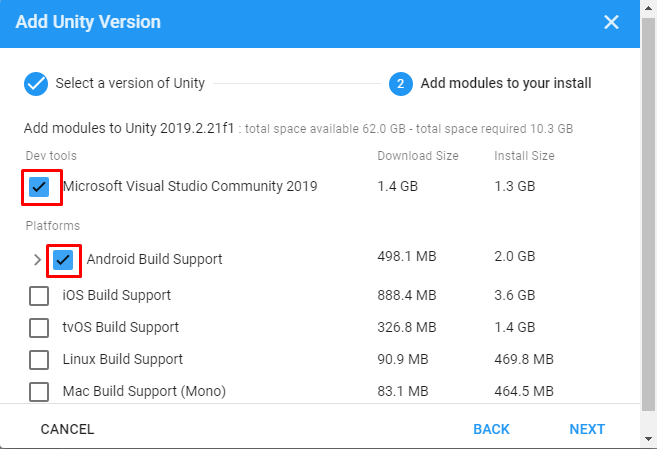 Add Unity Version
Select a version of Unity 2 Add modules to your install
Add modules to Unity 2019.2.21f1 : total space available 62.0 GB - total space required 10.3 GB
Dev tools Download Size Install Size
Microsoft Visual Studio Community 2019 1.4 GB 1.3 GB
Platforms
Android Build Support 498.1 MB 2.0 GB
iOS Build Support 888.4 MB 3.6 GB
tvOS Build Support 326.8 MB 1.4 GB
Linux Build Support 90.9 MB 469.8 MB
Mac Build Support (Mono) 83.1 MB 464.5 MB
CANCEL BACK NEXT